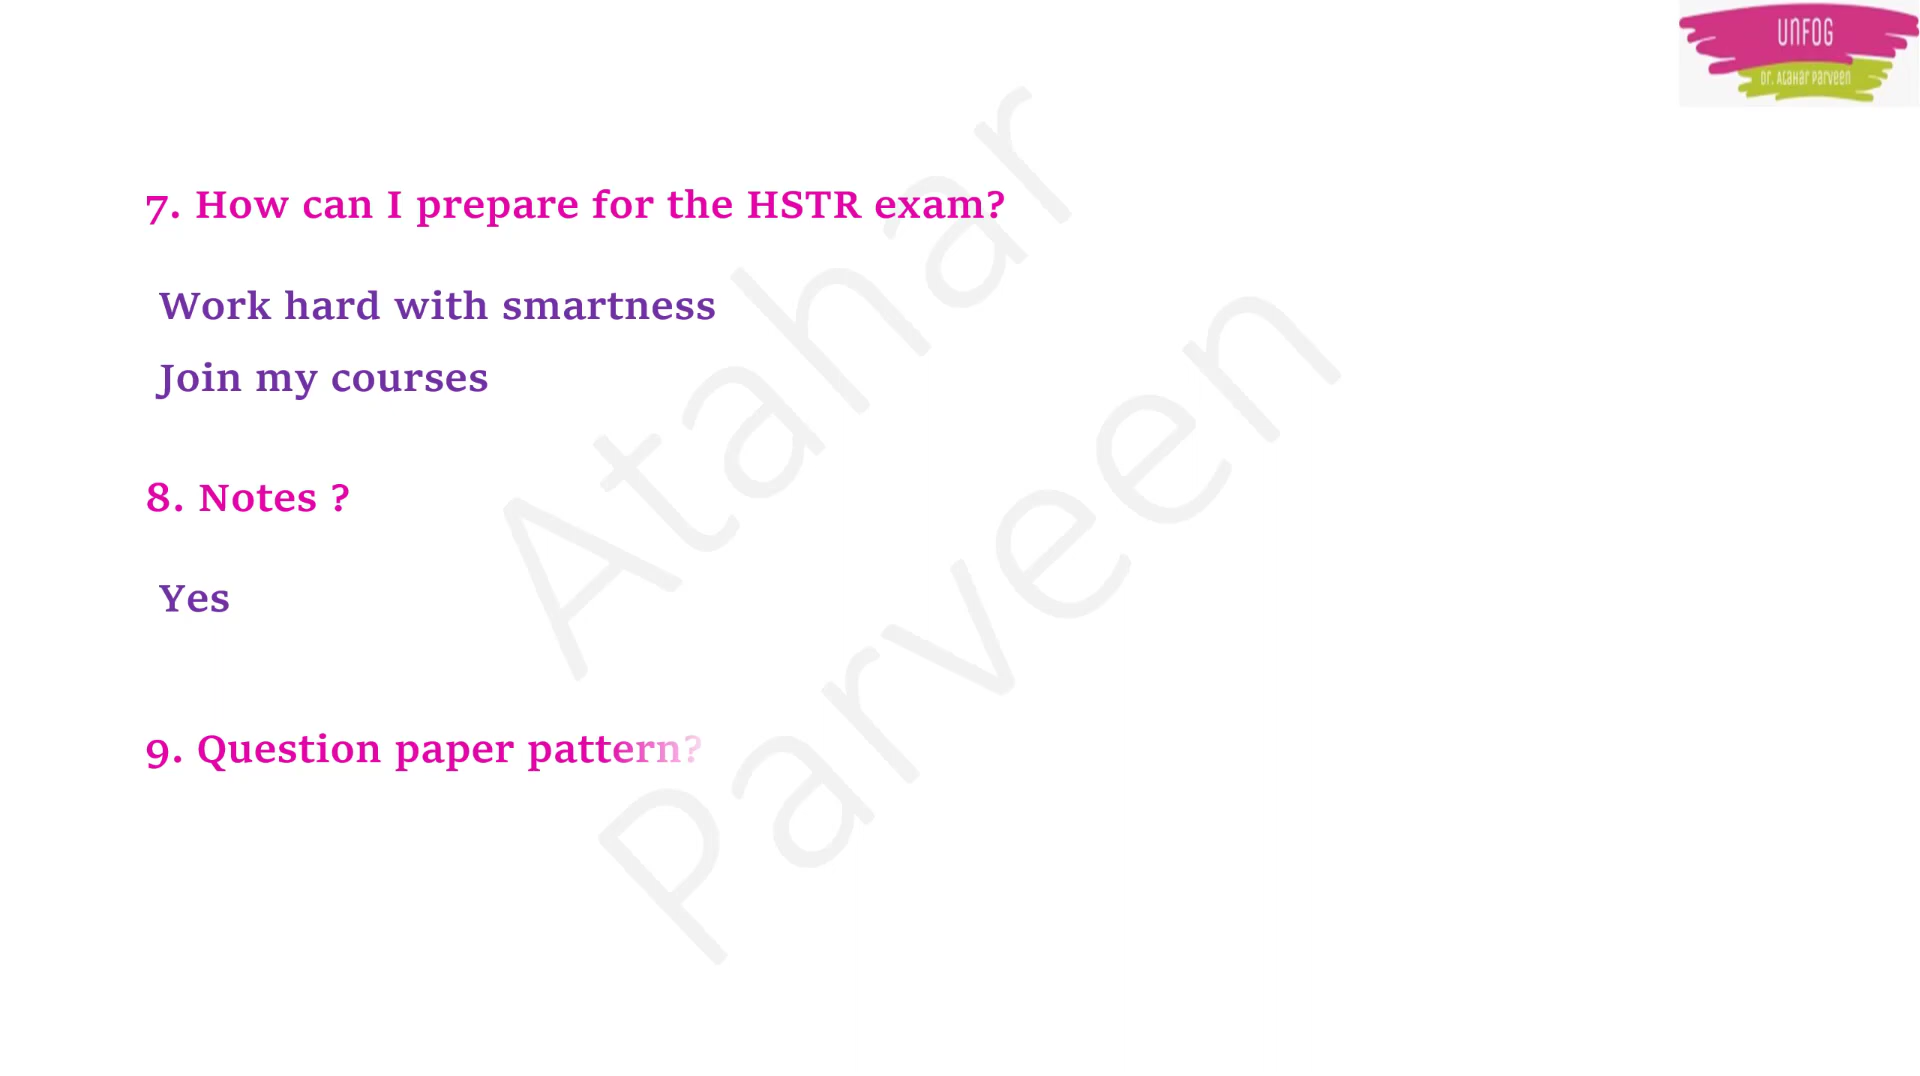 UNFOG
Dr. Atahar Parveen
7. How can I prepare for the HSTR exam?
Work hard with smartness
Join my courses
8. Notes ?
Yes
9. Question paper pattern?
Atahar
Parveen